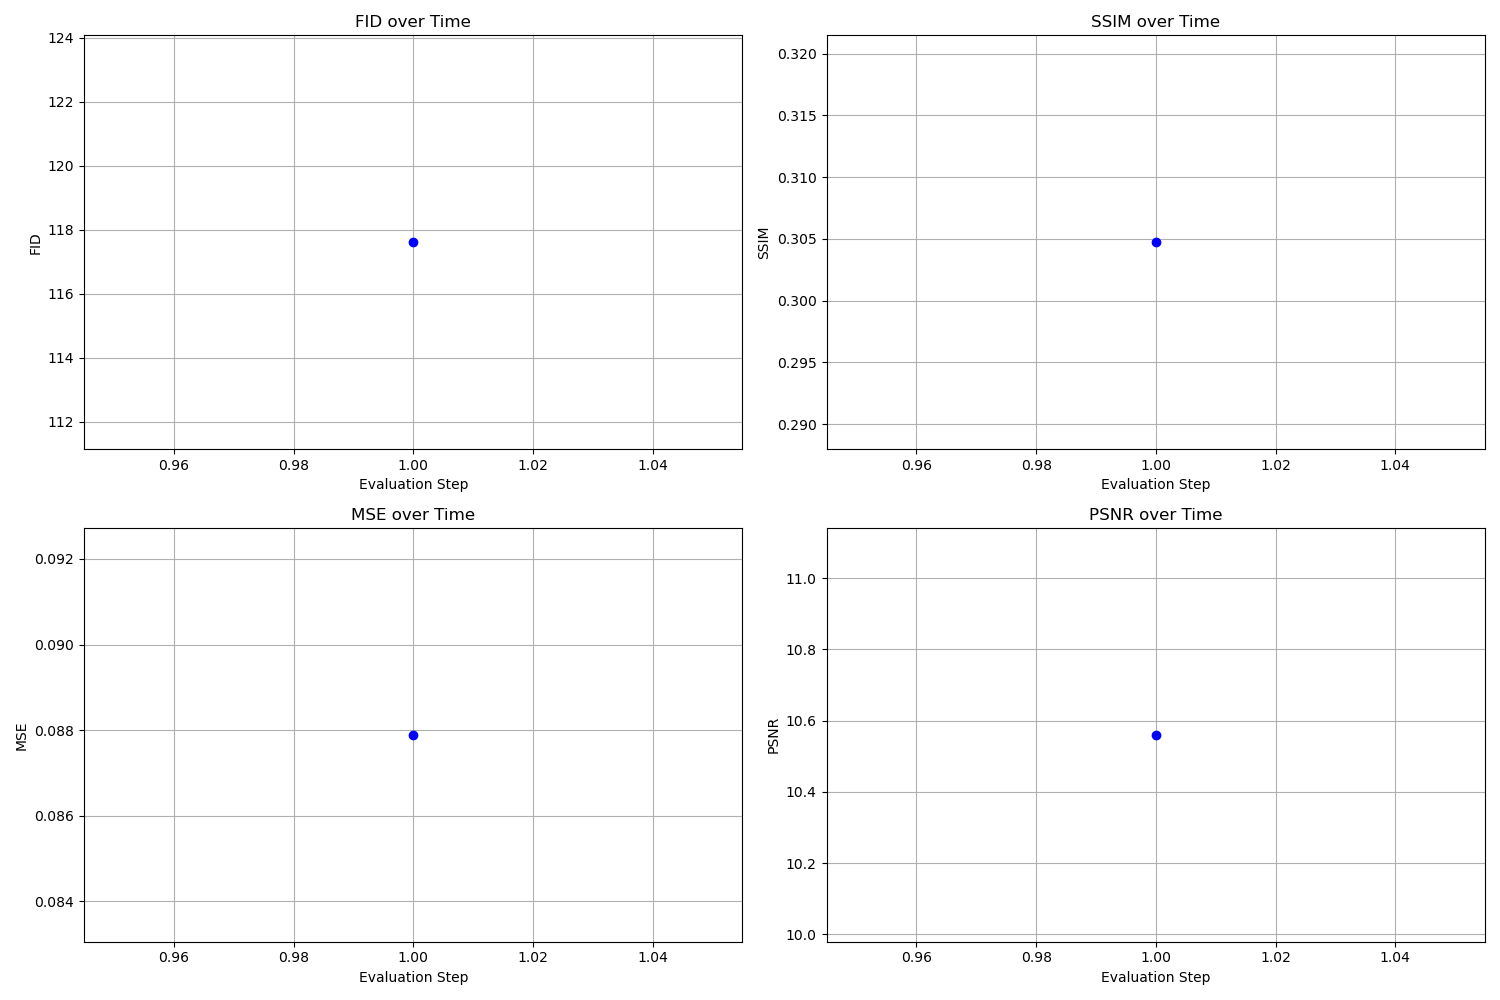 FID over Time
124
122
120
118
116
114
112
FID
0.96 0.98 1.00 1.02 1.04
Evaluation Step
SSIM over Time
0.320
0.315
0.310
0.305
0.300
0.295
0.290
SSIM
0.96 0.98 1.00 1.02 1.04
Evaluation Step
MSE over Time
0.092
0.090
0.088
0.086
0.084
MSE
0.96 0.98 1.00 1.02 1.04
Evaluation Step
PSNR over Time
11.0
10.8
10.6
10.4
10.2
10.0
PSNR
0.96 0.98 1.00 1.02 1.04
Evaluation Step